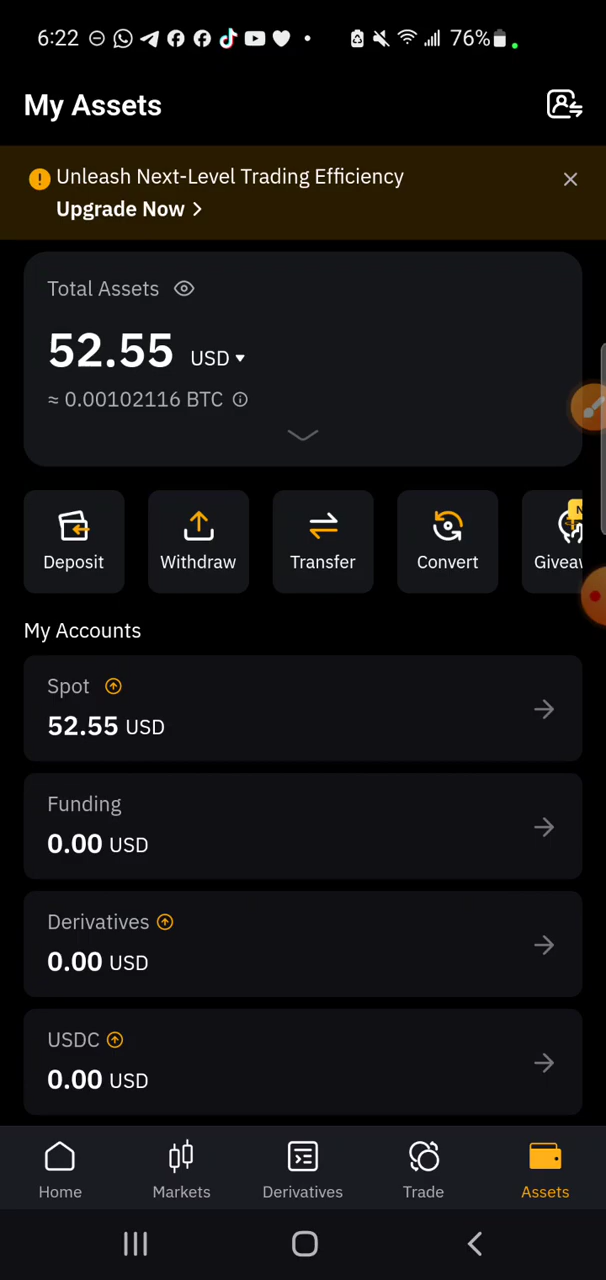 6:22 76%
My Assets
Unleash Next-Level Trading Efficiency
Upgrade Now
Total Assets
52.55 USD
≈ 0.00102116 BTC
Deposit Withdraw Transfer Convert Giveaw
N
My Accounts
Spot
52.55 USD
Funding
0.00 USD
Derivatives
0.00 USD
USDC
0.00 USD
Home Markets Derivatives Trade Assets